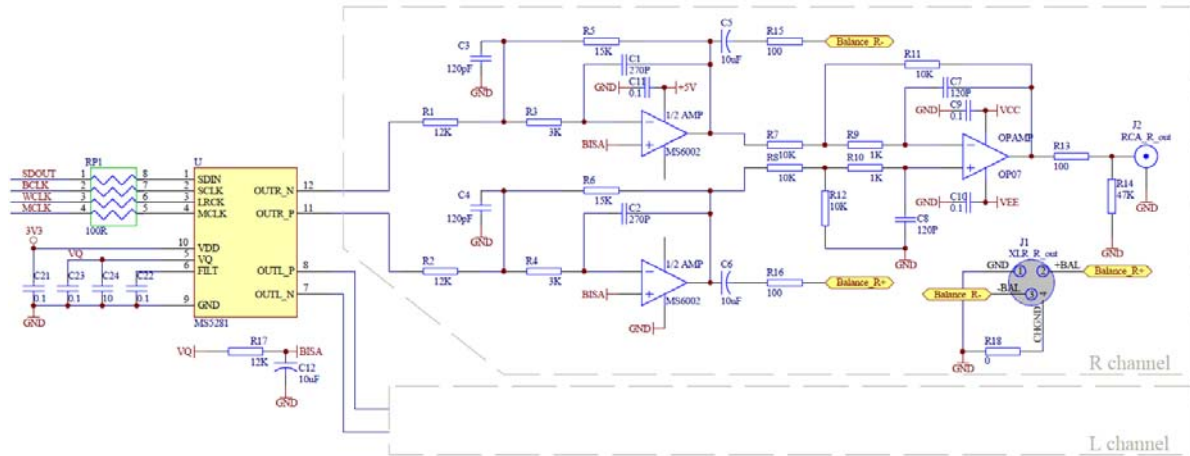 SDOUT
BCLK
WCLK
MCLK
1
2
3
4
RP1
8
7
6
5
100R
1
2
3
4
U
SDIN
SCLK
LRCK
MCLK
OUTR_N
12
OUTR_P
11
3V3
VQ
10
5
6
9
VDD
VQ
FILT
GND
OUTL_P
8
OUTL_N
7
MS5281
C21
0.1
C23
0.1
C24
10
C22
0.1
GND
VQ
R17
12K
BISA
C12
10uF
GND
C3
120pF
GND
R5
15K
C1
270P
GND
C11
0.1
+5V
C5
10uF
R15
100
Balance_R-
R1
12K
R3
3K
BISA
1/2 AMP
MS6002
C4
120pF
GND
R6
15K
C2
270P
R2
12K
R4
3K
BISA
1/2 AMP
MS6002
GND
C6
10uF
R16
100
Balance_R+
R11
10K
C7
120P
GND
C9
0.1
VCC
R7
10K
R9
1K
R8
10K
R10
1K
R12
10K
C8
120P
GND
OPAMP
OP07
GND
C10
0.1
VEE
R13
100
J2
RCA_R_out
R14
47K
GND
GND
J1
XLR_R_out
GND
1
2
3
4
+BAL
Balance_R+
Balance_R-
-BAL
CHGND
R18
0
GND
R channel
L channel